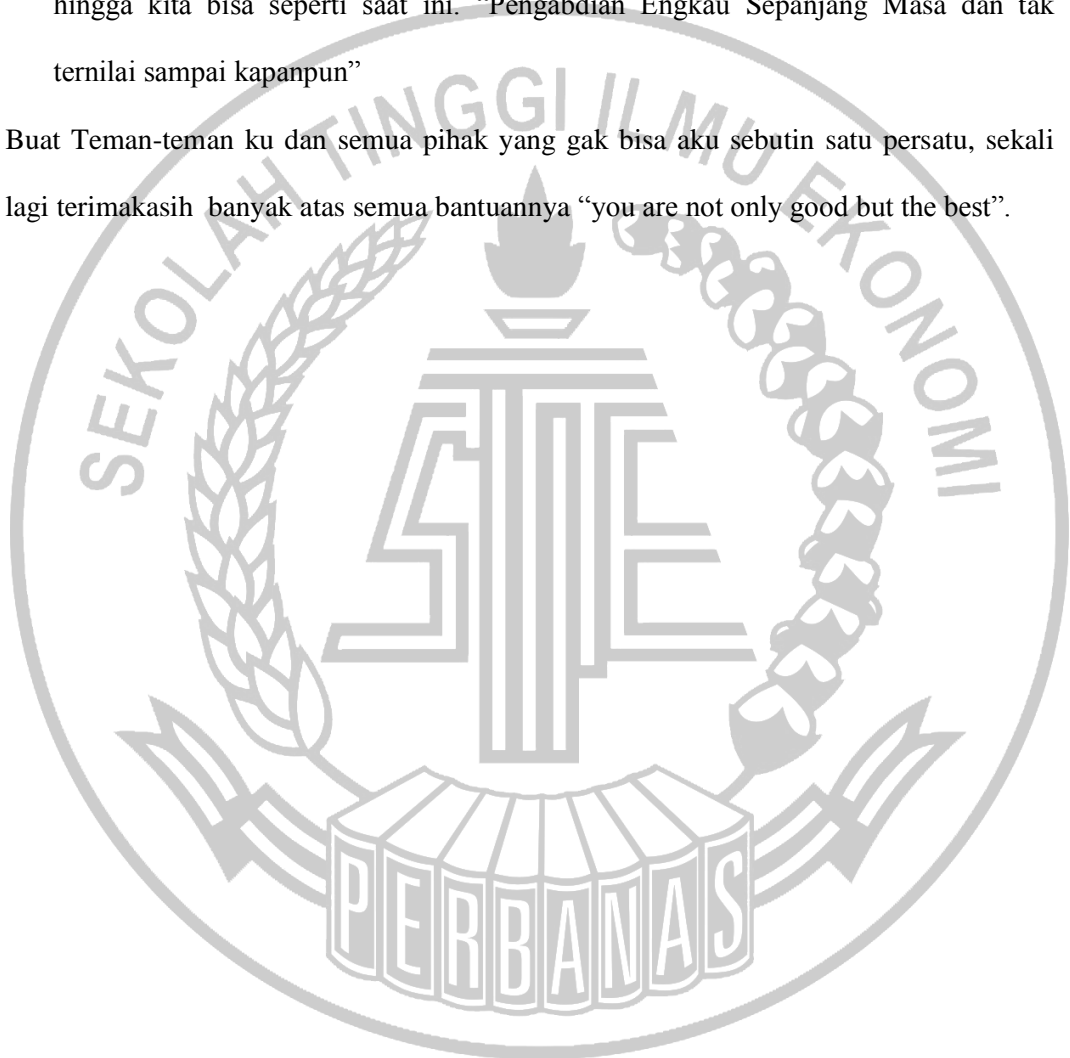 hingga kita bisa seperti saat ini. “Pengabdian Engkau Sepanjang Masa dan tak
ternilai sampai kapanpun”
Buat Teman-teman ku dan semua pihak yang gak bisa aku sebutin satu persatu, sekali
lagi terimakasih  banyak atas semua bantuannya “you are not only good but the best”.
SEKOLAH TINGGI ILMU EKONOMI
STIE
PERBANAS